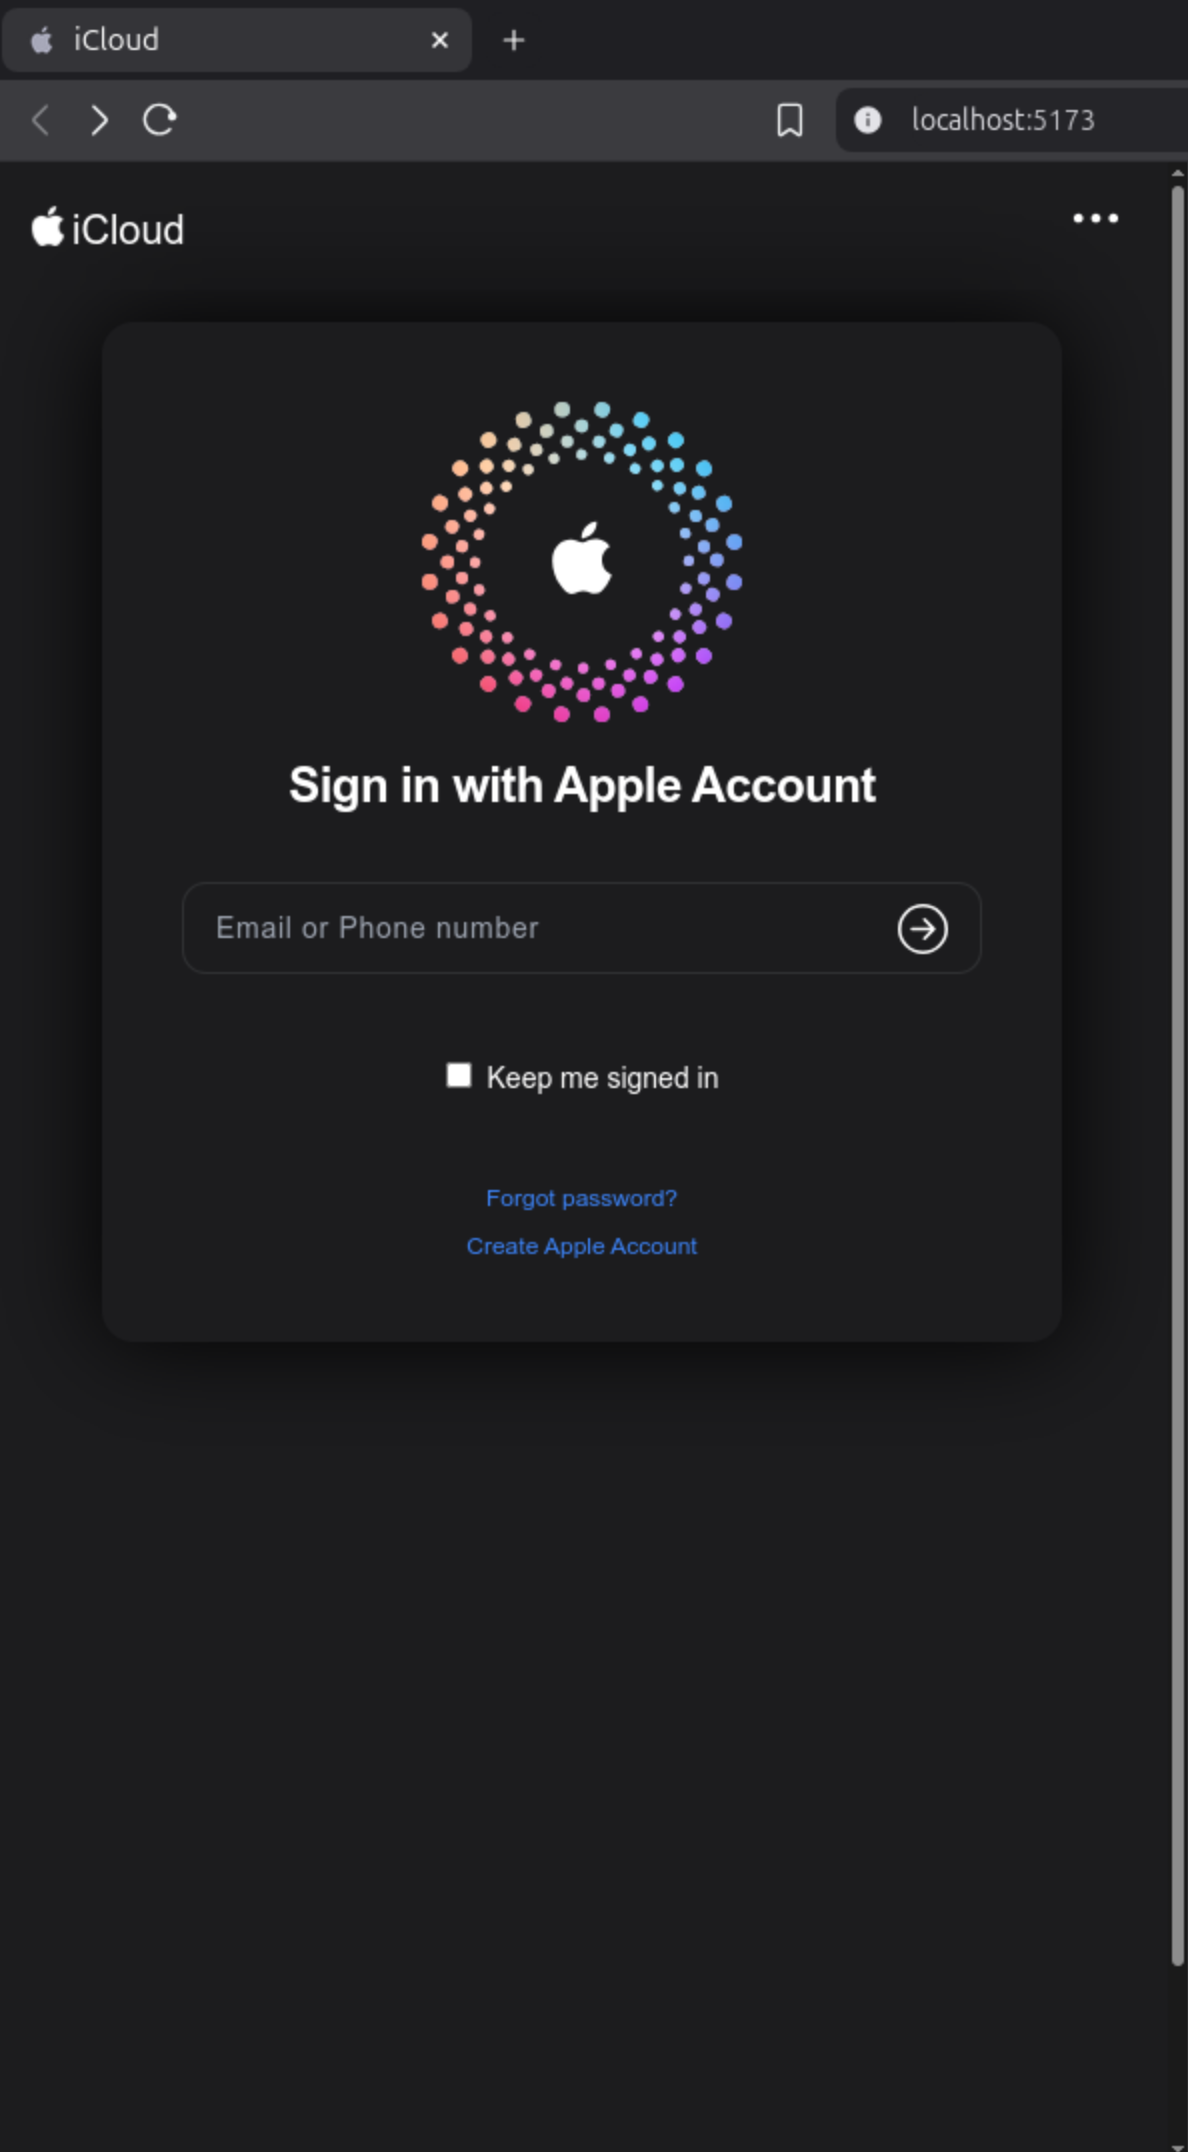 iCloud
localhost:5173
iCloud
Sign in with Apple Account
Email or Phone number
Keep me signed in
Forgot password?
Create Apple Account